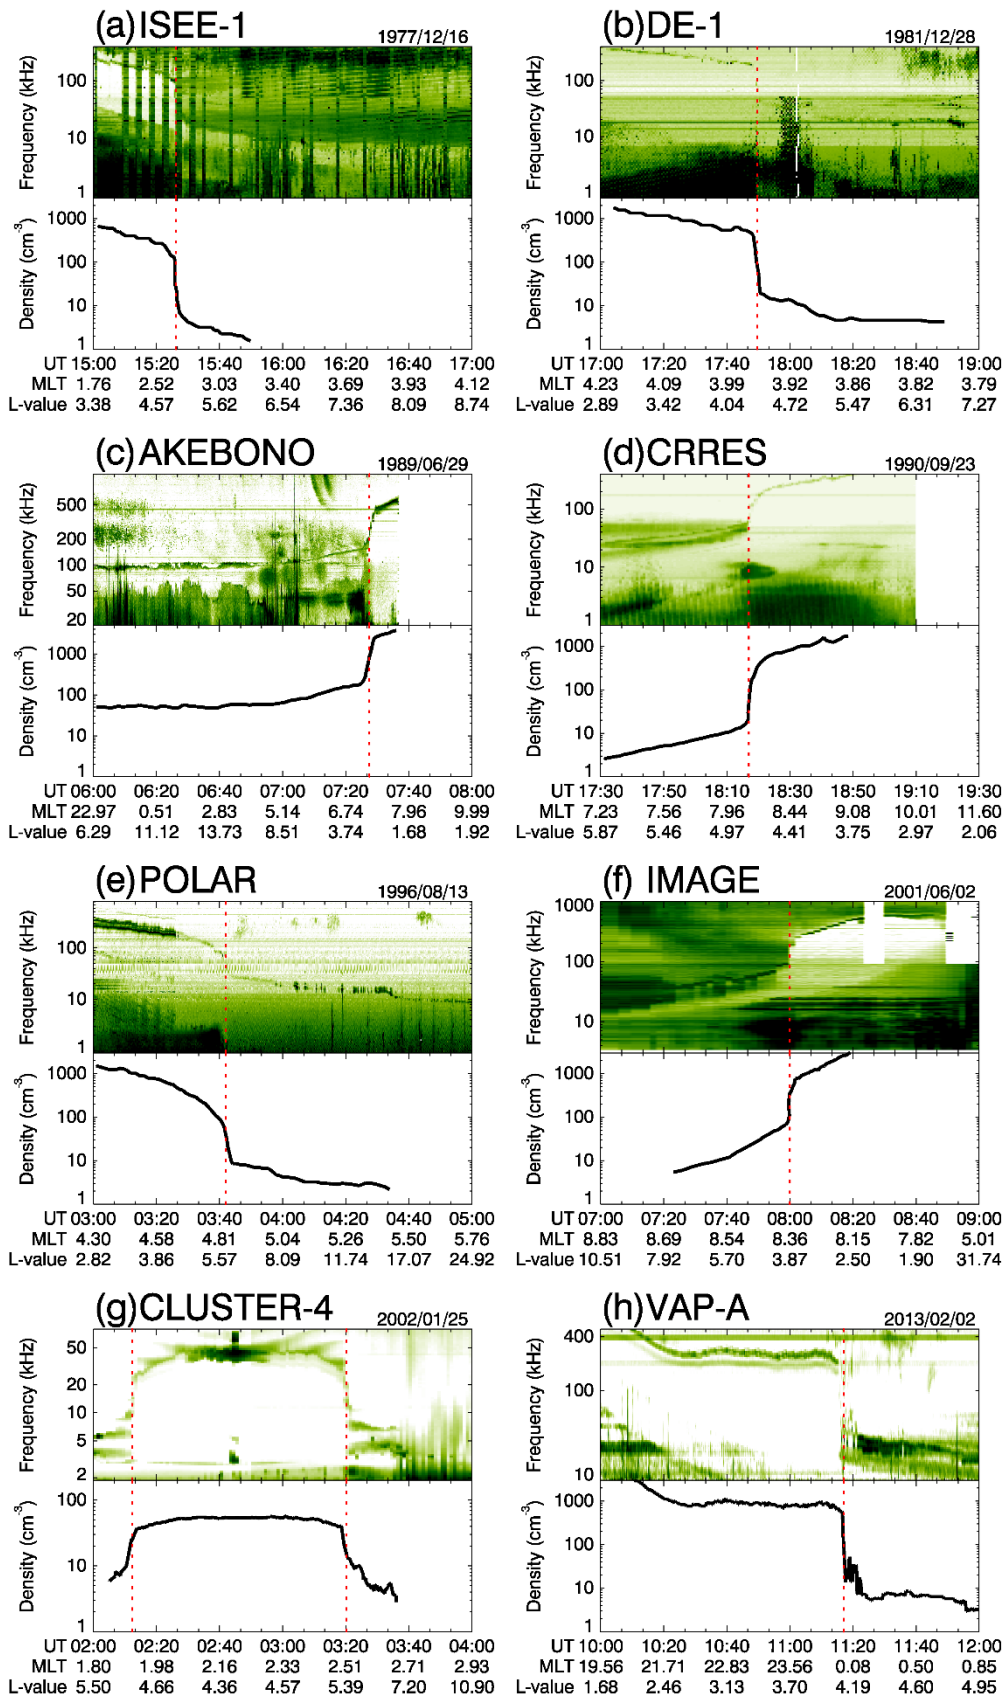 (a) ISEE-1
1977/12/16
Frequency (kHz)
100
10
1
Density (cm-3)
1000
100
10
1
UT 15:00 15:20 15:40 16:00 16:20 16:40 17:00
MLT 1.76 2.52 3.03 3.40 3.69 3.93 4.12
L-value 3.38 4.57 5.62 6.54 7.36 8.09 8.74
(b) DE-1
1981/12/28
Frequency (kHz)
100
10
1
Density (cm-3)
1000
100
10
1
UT 17:00 17:20 17:40 18:00 18:20 18:40 19:00
MLT 4.23 4.09 3.99 3.92 3.86 3.82 3.79
L-value 2.89 3.42 4.04 4.72 5.47 6.31 7.27
(c) AKEBONO
1989/06/29
Frequency (kHz)
500
200
100
50
20
Density (cm-3)
1000
100
10
1
UT 06:00 06:20 06:40 07:00 07:20 07:40 08:00
MLT 22.97 0.51 2.83 5.14 6.74 7.96 9.99
L-value 6.29 11.12 13.73 8.51 3.74 1.68 1.92
(d) CRRES
1990/09/23
Frequency (kHz)
100
10
1
Density (cm-3)
1000
100
10
1
UT 17:30 17:50 18:10 18:30 18:50 19:10 19:30
MLT 7.23 7.56 7.96 8.44 9.08 10.01 11.60
L-value 5.87 5.46 4.97 4.41 3.75 2.97 2.06
(e) POLAR
1996/08/13
Frequency (kHz)
100
10
1
Density (cm-3)
1000
100
10
1
UT 03:00 03:20 03:40 04:00 04:20 04:40 05:00
MLT 4.30 4.58 4.81 5.04 5.26 5.50 5.76
L-value 2.82 3.86 5.57 8.09 11.74 17.07 24.92
(f) IMAGE
2001/06/02
Frequency (kHz)
1000
100
10
Density (cm-3)
1000
100
10
1
UT 07:00 07:20 07:40 08:00 08:20 08:40 09:00
MLT 8.83 8.69 8.54 8.36 8.15 7.82 5.01
L-value 10.51 7.92 5.70 3.87 2.50 1.90 31.74
(g) CLUSTER-4
2002/01/25
Frequency (kHz)
50
20
10
5
2
Density (cm-3)
100
10
1
UT 02:00 02:20 02:40 03:00 03:20 03:40 04:00
MLT 1.80 1.98 2.16 2.33 2.51 2.71 2.93
L-value 5.50 4.66 4.36 4.57 5.39 7.20 10.90
(h) VAP-A
2013/02/02
Frequency (kHz)
400
100
10
Density (cm-3)
1000
100
10
1
UT 10:00 10:20 10:40 11:00 11:20 11:40 12:00
MLT 19.56 21.71 22.83 23.56 0.08 0.50 0.85
L-value 1.68 2.46 3.13 3.70 4.19 4.60 4.95